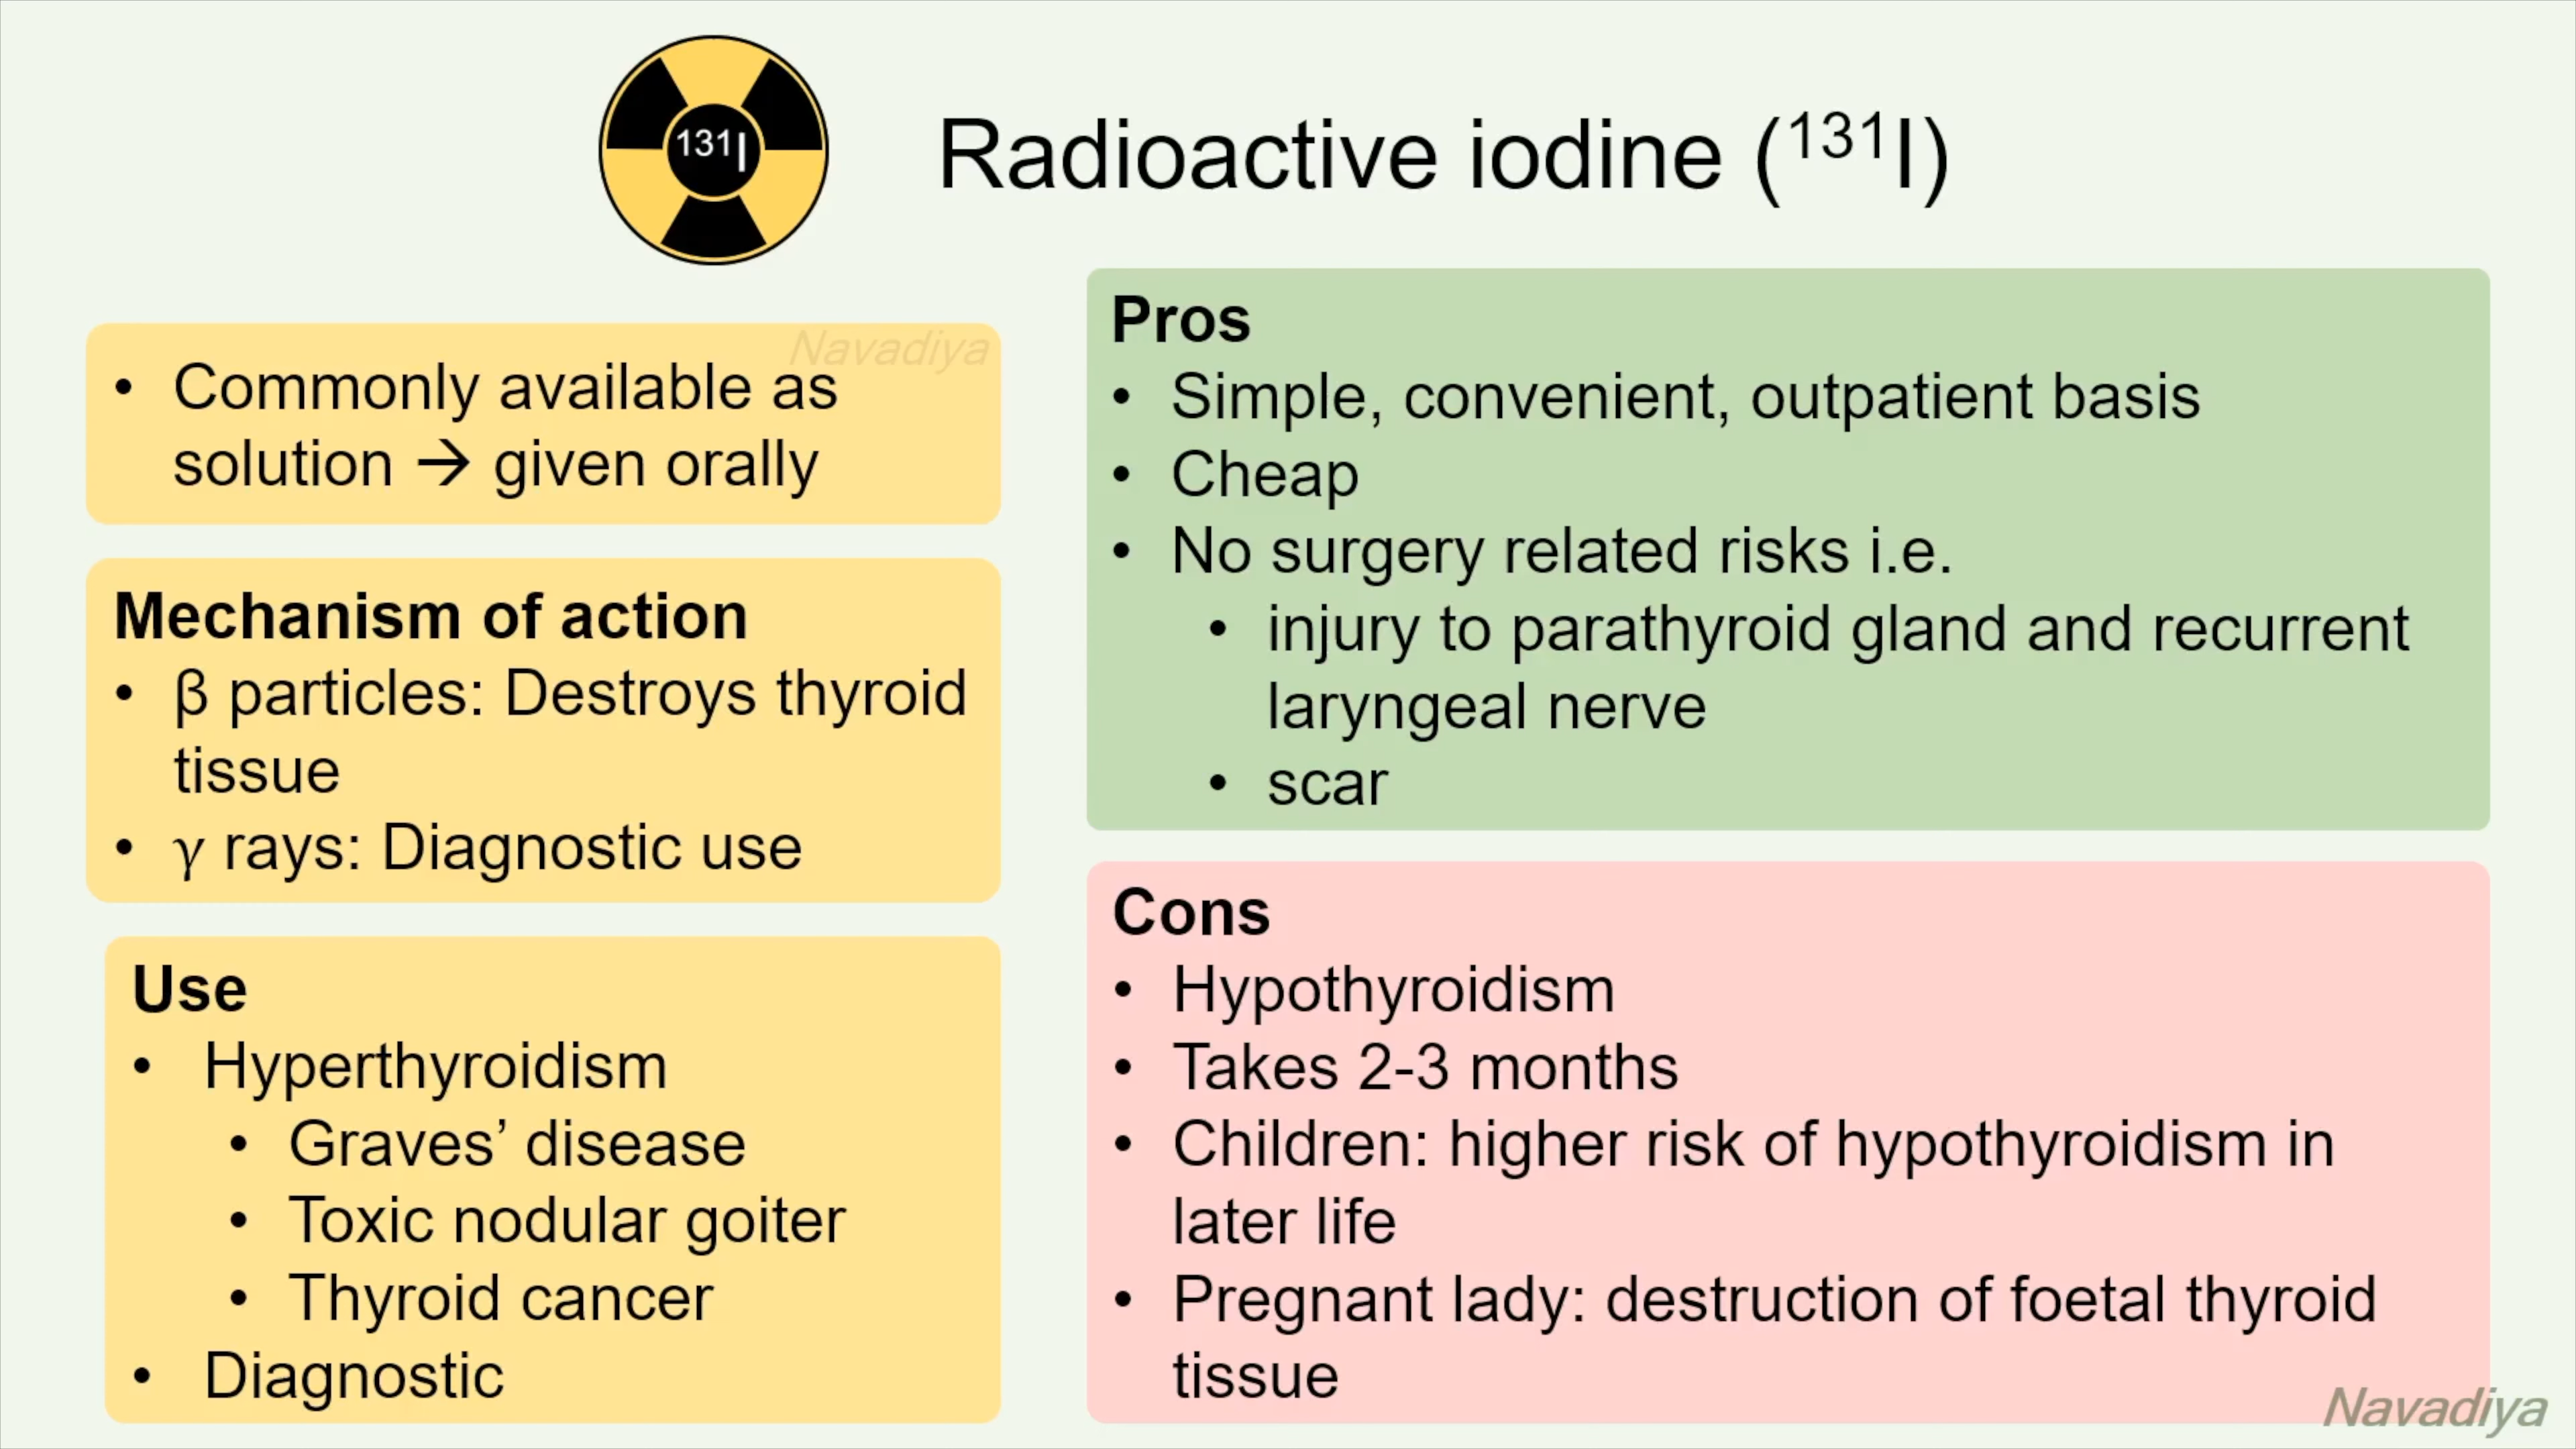 131I
Radioactive iodine (131I)
Navadiya
• Commonly available as
solution → given orally
Mechanism of action
• β particles: Destroys thyroid
tissue
• γ rays: Diagnostic use
Use
• Hyperthyroidism
• Graves’ disease
• Toxic nodular goiter
• Thyroid cancer
• Diagnostic
Pros
• Simple, convenient, outpatient basis
• Cheap
• No surgery related risks i.e.
• injury to parathyroid gland and recurrent
laryngeal nerve
• scar
Cons
• Hypothyroidism
• Takes 2-3 months
• Children: higher risk of hypothyroidism in
later life
• Pregnant lady: destruction of foetal thyroid
tissue
Navadiya